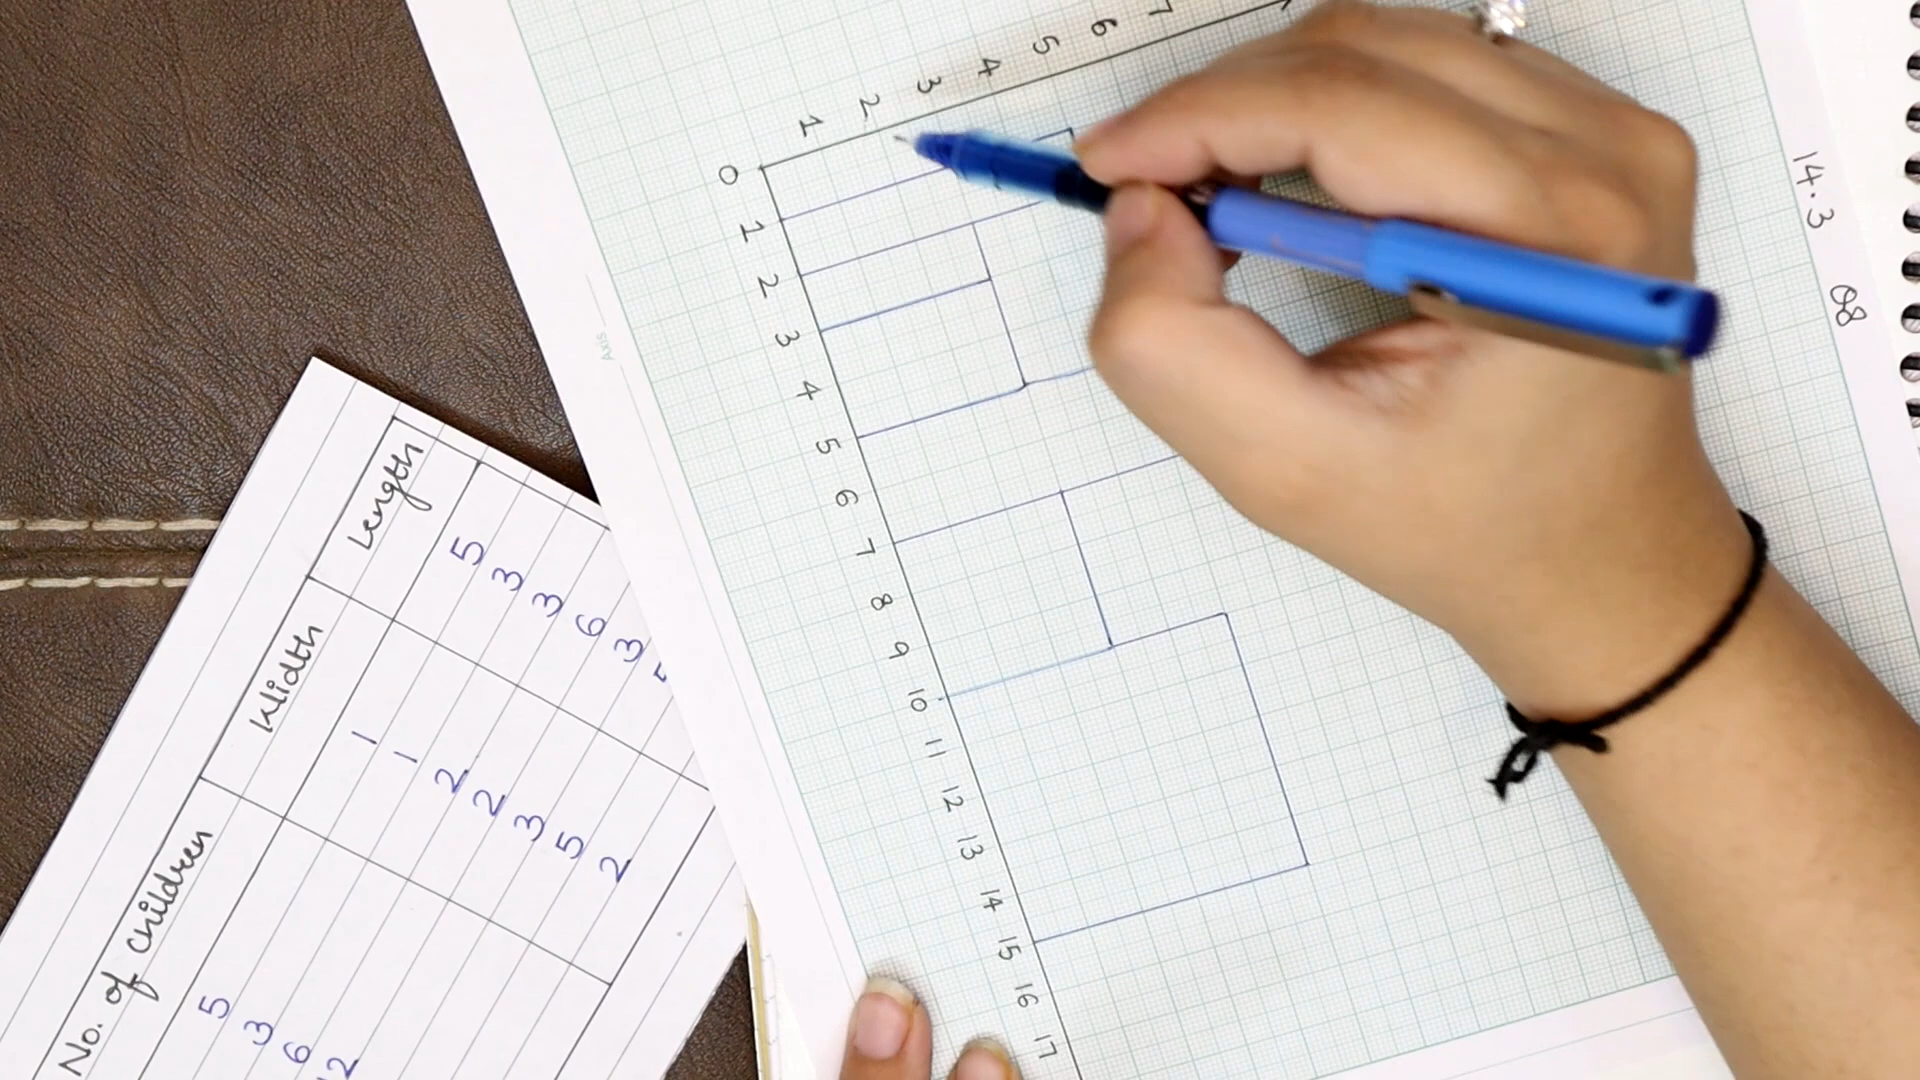 No. of children Width Length
5 1 5
3 1 3
6 2 3
2 6
3 3
5
2
Axis
0 1 2 3 4 5 6 7 8 9 10 11 12 13 14 15 16 17
1 2 3 4 5 6 7
14.3 Q8